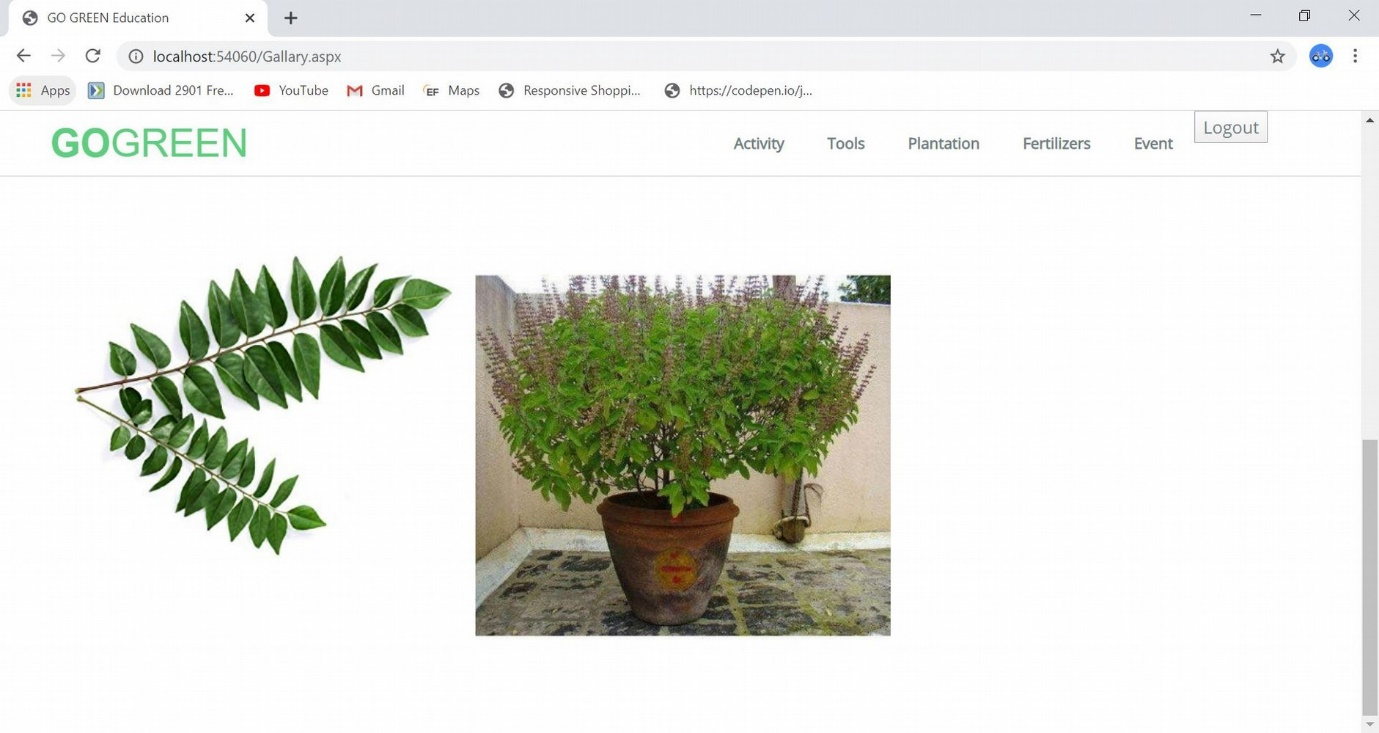 GO GREEN Education
localhost:54060/Gallary.aspx
Apps Download 2901 Fre... YouTube Gmail EF Maps Responsive Shoppi... https://codepen.io/j...
GOGREEN Activity Tools Plantation Fertilizers Event Logout